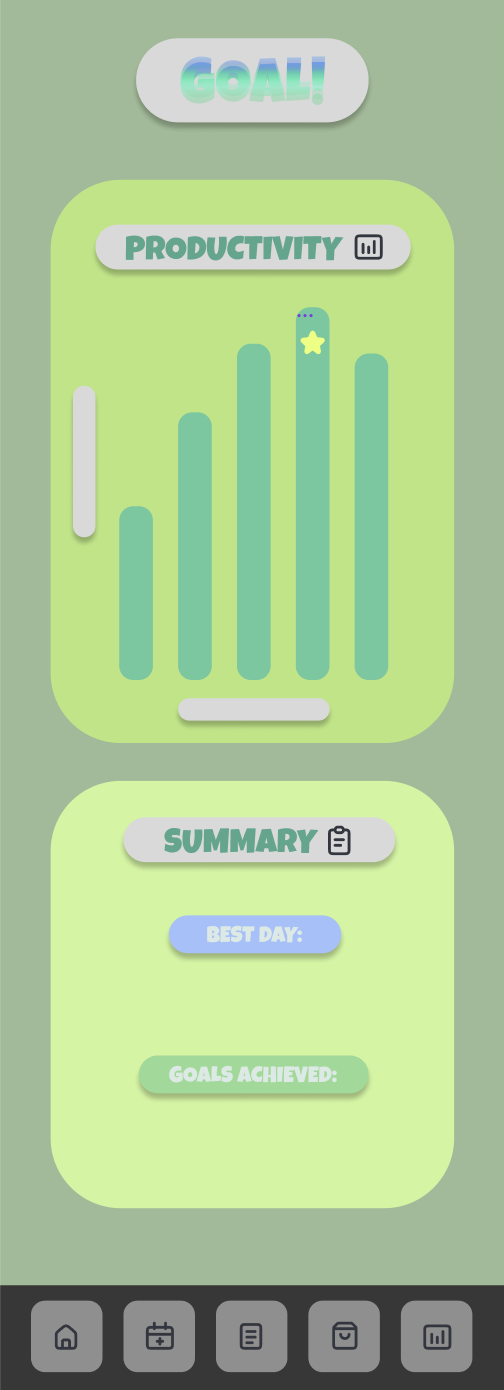 GOAL!
PRODUCTIVITY
SUMMARY
BEST DAY:
GOALS ACHIEVED: